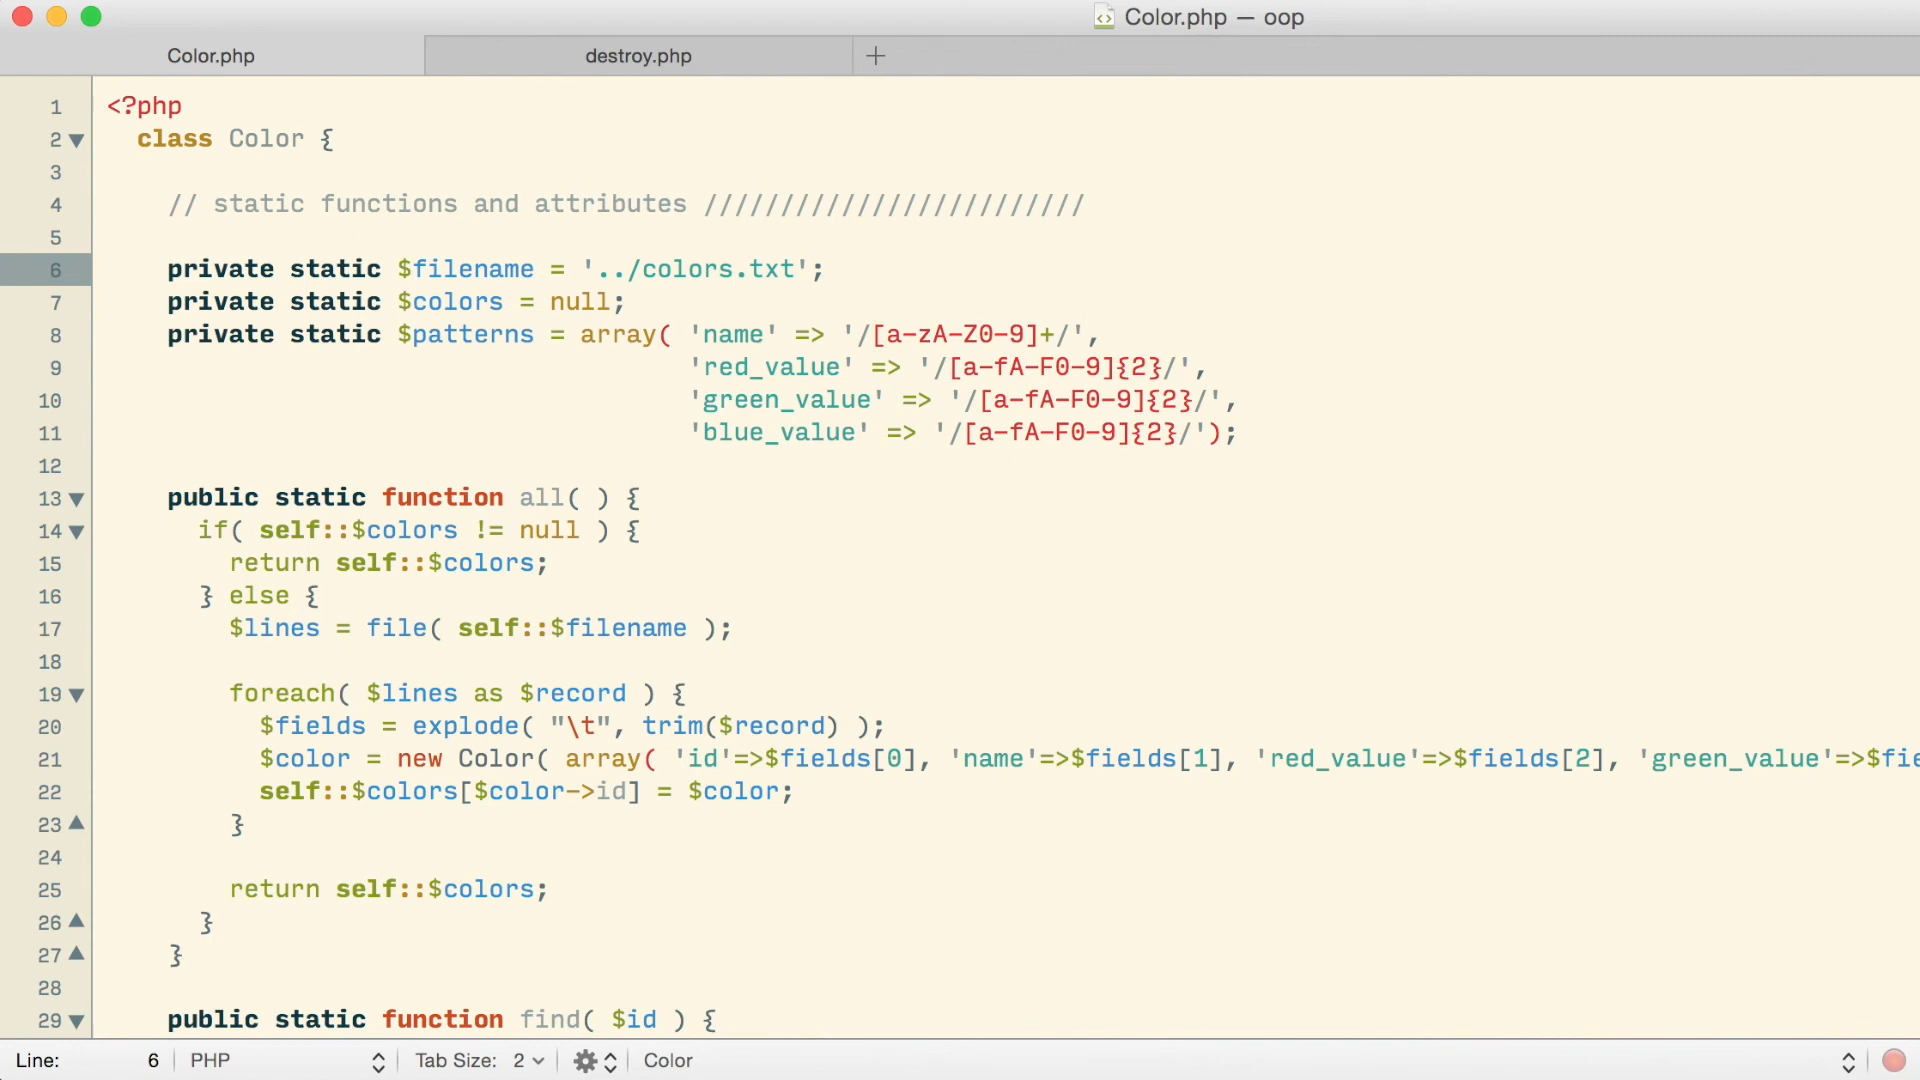 Color.php — oop
Color.php destroy.php +
1 <?php
2 class Color {
3
4 // static functions and attributes /////////////////////////
5
6 private static $filename = '../colors.txt';
7 private static $colors = null;
8 private static $patterns = array( 'name' => '/[a-zA-Z0-9]+/',
9 'red_value' => '/[a-fA-F0-9]{2}/',
10 'green_value' => '/[a-fA-F0-9]{2}/',
11 'blue_value' => '/[a-fA-F0-9]{2}/');
12
13 public static function all( ) {
14 if( self::$colors != null ) {
15 return self::$colors;
16 } else {
17 $lines = file( self::$filename );
18
19 foreach( $lines as $record ) {
20 $fields = explode( "\t", trim($record) );
21 $color = new Color( array( 'id'=>$fields[0], 'name'=>$fields[1], 'red_value'=>$fields[2], 'green_value'=>$fie
22 self::$colors[$color->id] = $color;
23 }
24
25 return self::$colors;
26 }
27 }
28
29 public static function find( $id ) {
Line: 6 PHP Tab Size: 2 Color